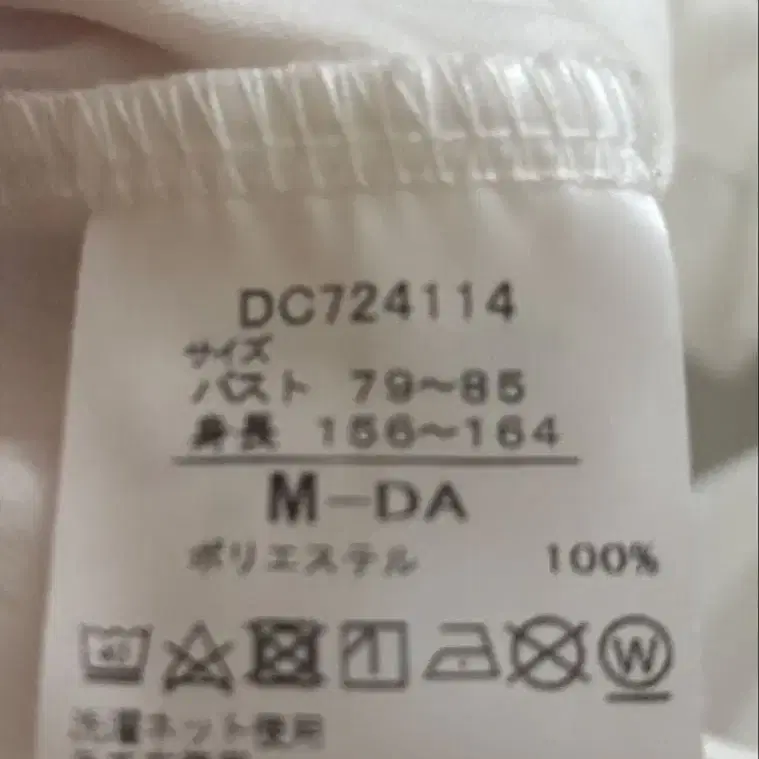 DC724114
サイズ
バスト 79～85
身長 156～164
M-DA
ポリエステル 100%
40 W
洗濯ネット使用